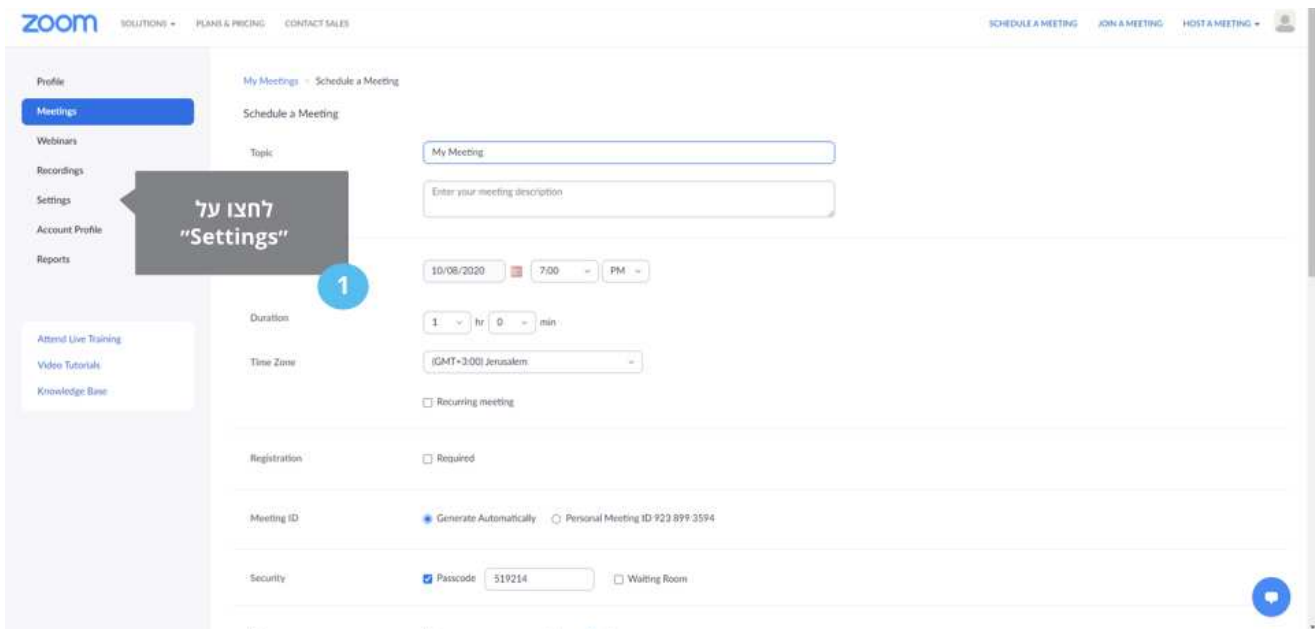 zoom SOLUTIONS PLANS & PRICING CONTACT SALES SCHEDULE A MEETING JOIN A MEETING HOST A MEETING
Profile
Meetings
Webinars
Recordings
Settings
Account Profile
Reports
Attend Live Training
Video Tutorials
Knowledge Base
לחצו על
"Settings"
1
My Meetings > Schedule a Meeting
Schedule a Meeting
Topic My Meeting
Enter your meeting description
10/08/2020 7:00 PM
Duration 1 hr 0 min
Time Zone (GMT+3:00) Jerusalem
Recurring meeting
Registration Required
Meeting ID Generate Automatically Personal Meeting ID 923 899 3594
Security Passcode 519214 Waiting Room